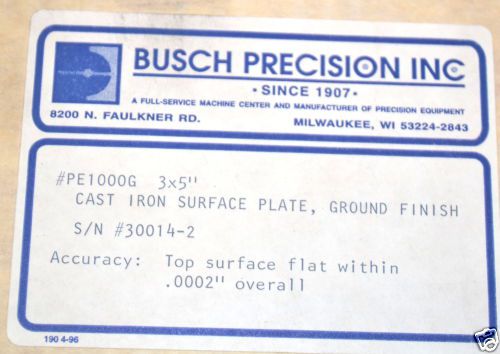 BUSCH PRECISION INC
• SINCE 1907 •
A FULL-SERVICE MACHINE CENTER AND MANUFACTURER OF PRECISION EQUIPMENT
8200 N. FAULKNER RD. MILWAUKEE, WI 53224-2843
#PE1000G 3x5"
CAST IRON SURFACE PLATE, GROUND FINISH
S/N #30014-2
Accuracy: Top surface flat within
.0002" overall
190 4-96